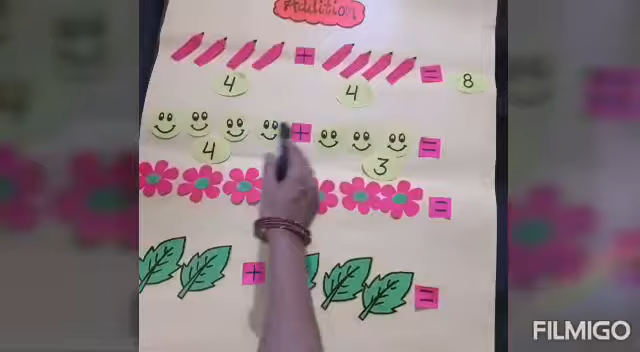 Addition
+ =
4 4 8
+ =
4 3
=
+ =
FILMIGO